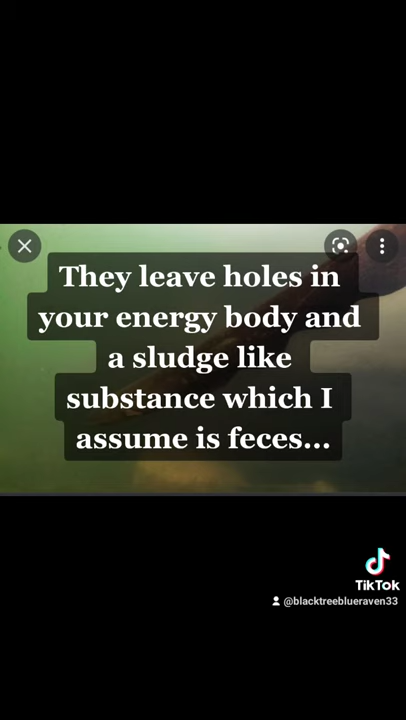 They leave holes in
your energy body and
a sludge like
substance which I
assume is feces...
TikTok
@blacktreeblueraven33